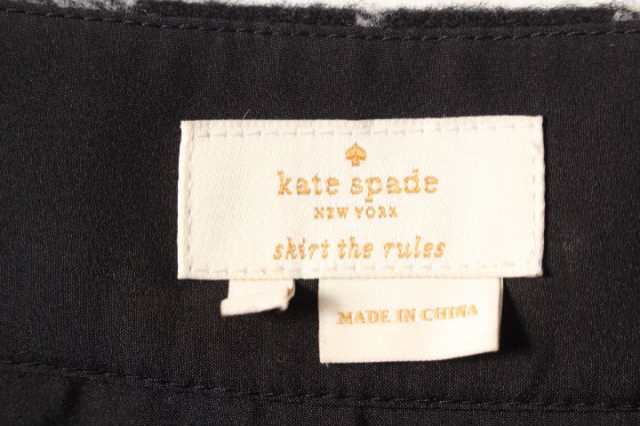 kate spade
NEW YORK
skirt the rules
MADE IN CHINA